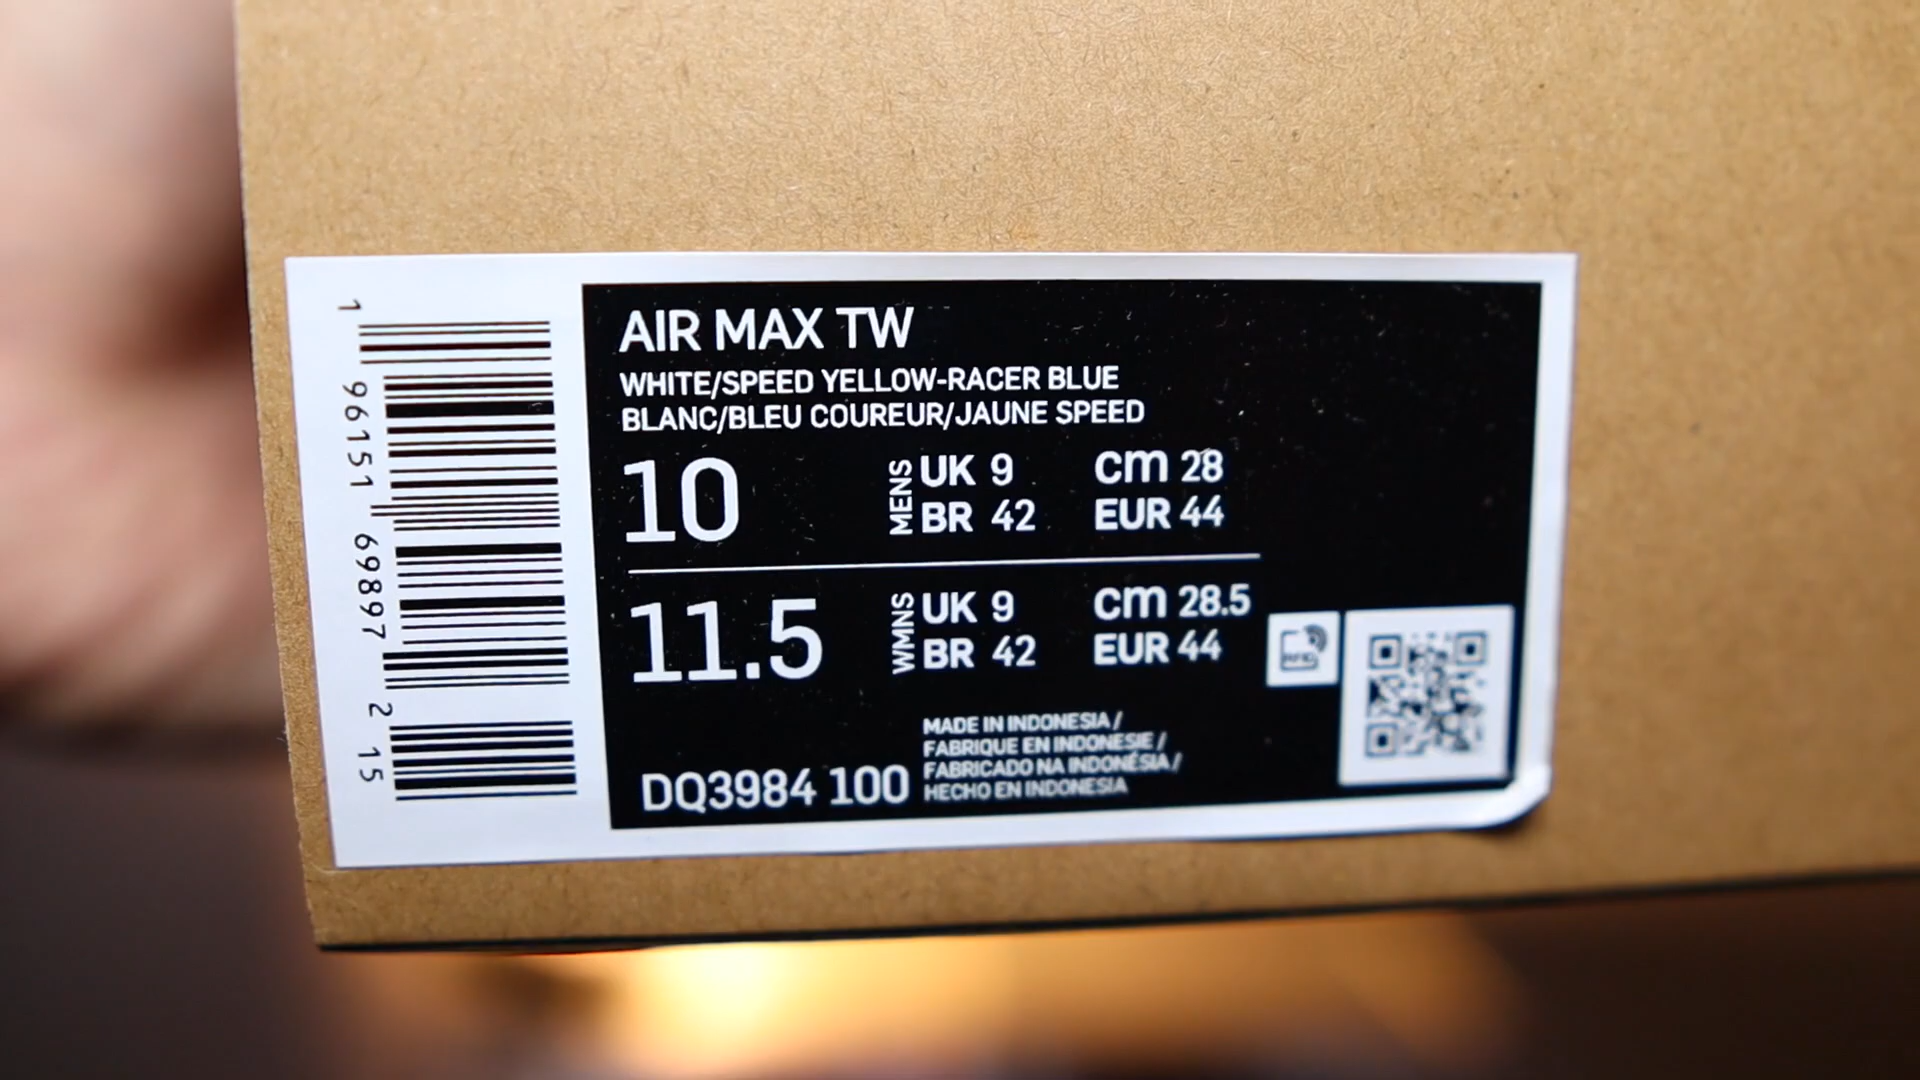 1 96151 69897 2 15
AIR MAX TW
WHITE/SPEED YELLOW-RACER BLUE
BLANC/BLEU COUREUR/JAUNE SPEED
10 MENS UK 9 cm 28
BR 42 EUR 44
11.5 WMNS UK 9 cm 28.5
BR 42 EUR 44
MADE IN INDONESIA /
FABRIQUE EN INDONESIE /
FABRICADO NA INDONÉSIA /
HECHO EN INDONESIA
DQ3984 100
RFID